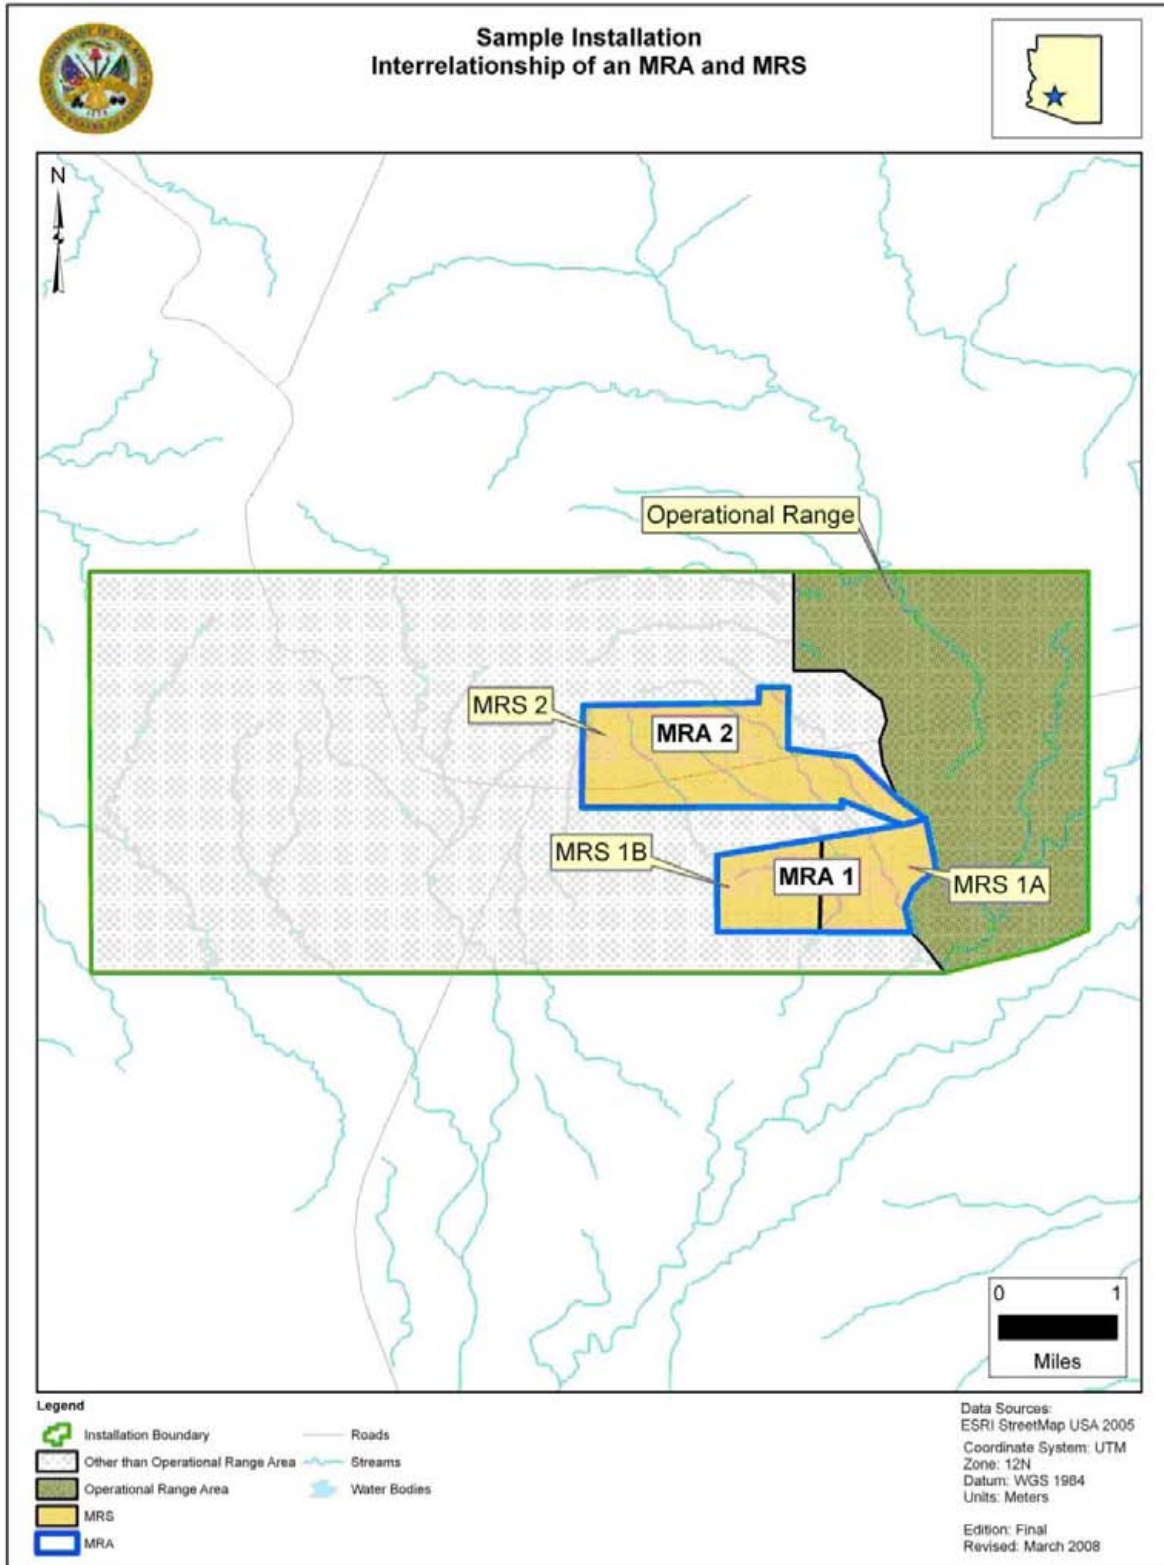 Sample Installation
Interrelationship of an MRA and MRS
N
Operational Range
MRS 2
MRA 2
MRS 1B
MRA 1
MRS 1A
0 1
Miles
Legend
Installation Boundary
Other than Operational Range Area
Operational Range Area
MRS
MRA
Roads
Streams
Water Bodies
Data Sources:
ESRI StreetMap USA 2005
Coordinate System: UTM
Zone: 12N
Datum: WGS 1984
Units: Meters
Edition: Final
Revised: March 2008